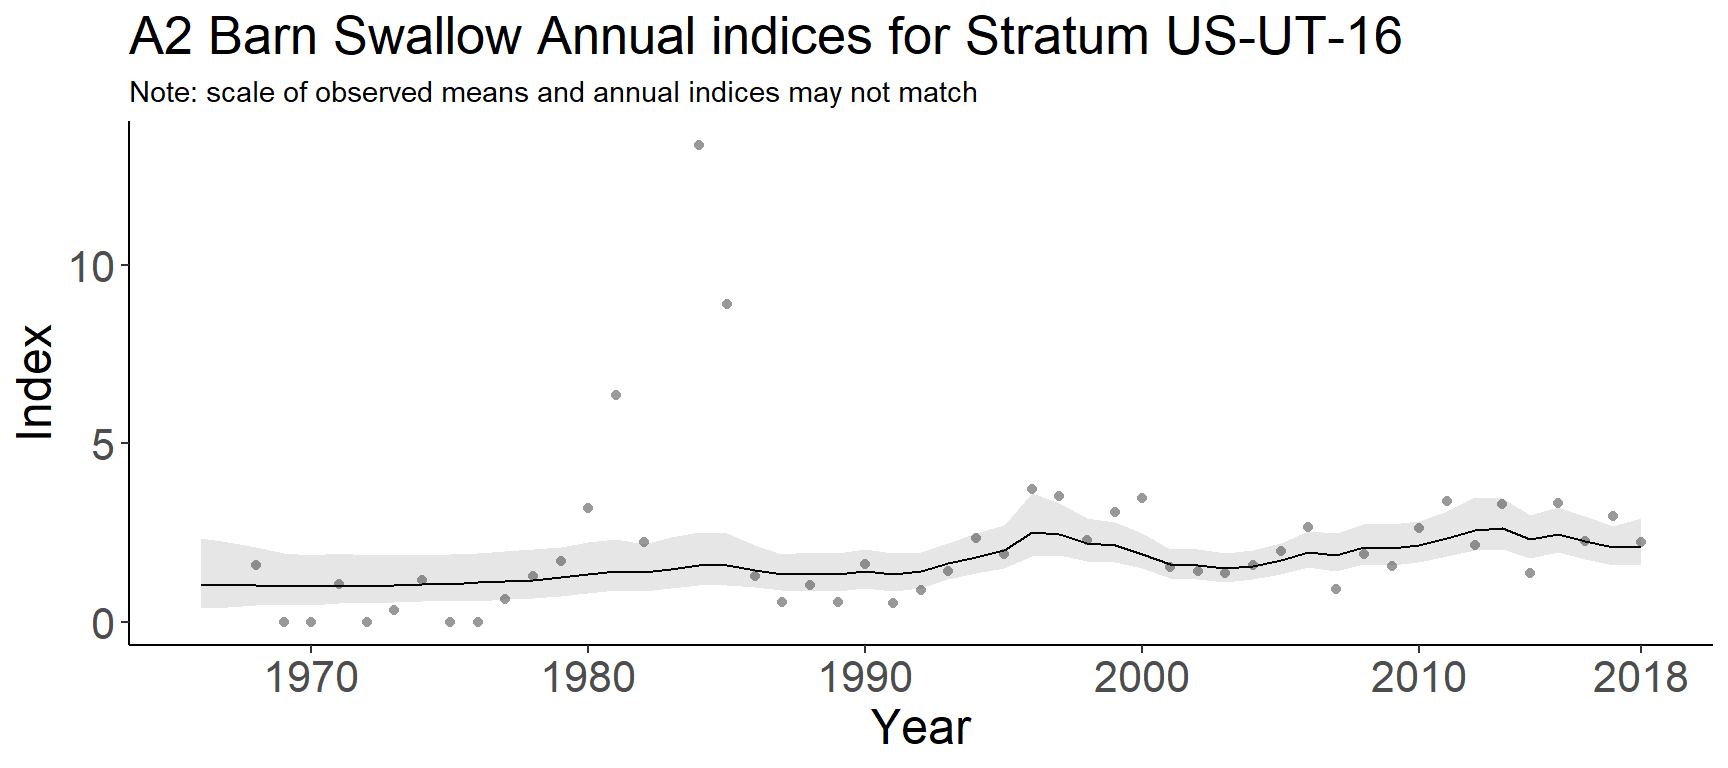 A2 Barn Swallow Annual indices for Stratum US-UT-16
Note: scale of observed means and annual indices may not match
10
5
0
Index
1970 1980 1990 2000 2010 2018
Year